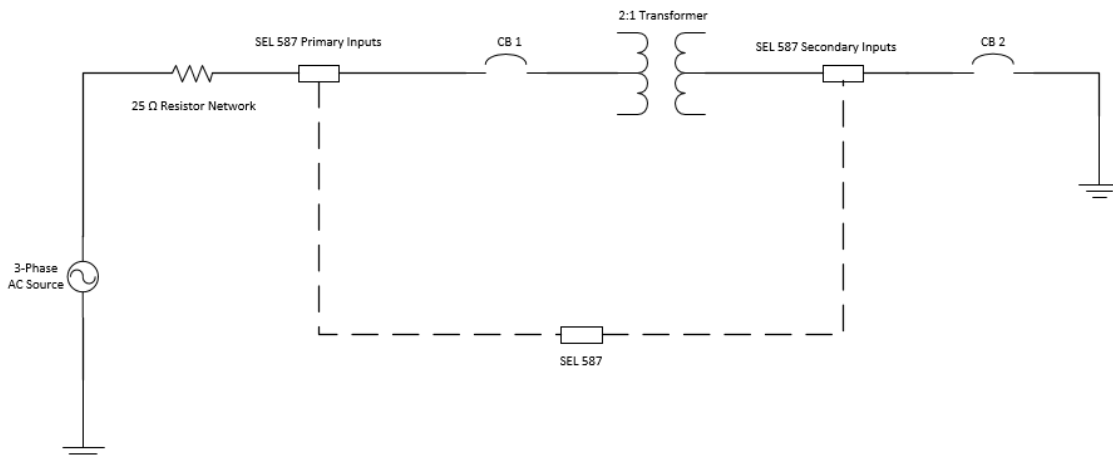 2:1 Transformer
SEL 587 Primary Inputs
CB 1
SEL 587 Secondary Inputs
CB 2
25 Ω Resistor Network
3-Phase
AC Source
SEL 587